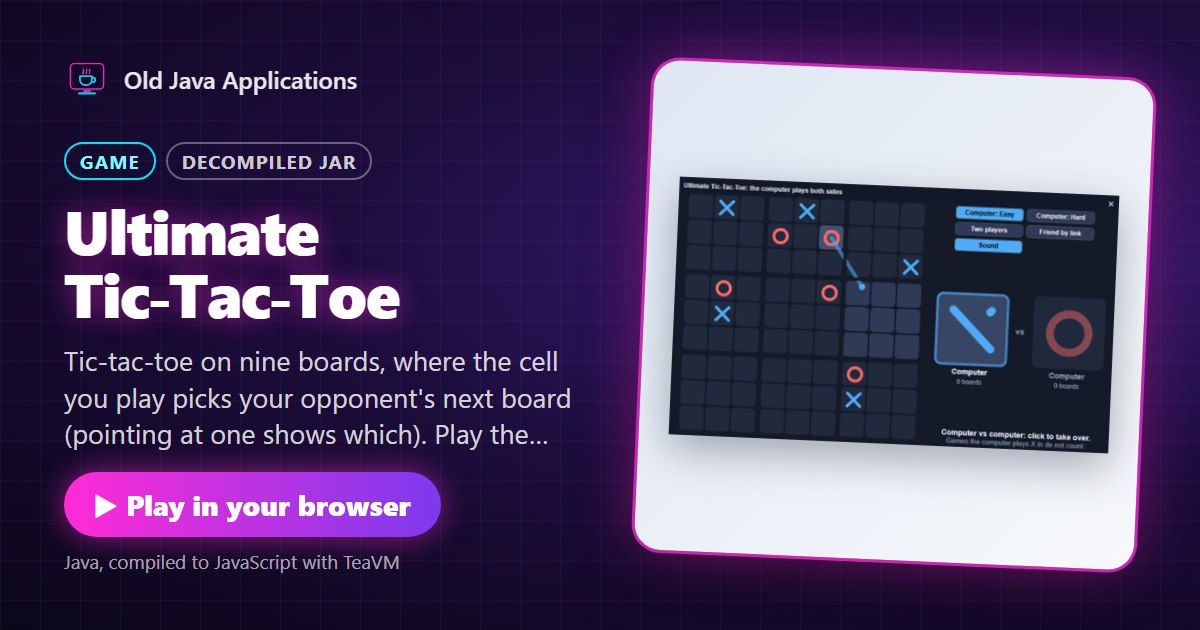 Old Java Applications
GAME
DECOMPILED JAR
Ultimate
Tic-Tac-Toe
Tic-tac-toe on nine boards, where the cell
you play picks your opponent's next board
(pointing at one shows which). Play the...
▶ Play in your browser
Java, compiled to JavaScript with TeaVM
Ultimate Tic-Tac-Toe: the computer plays both sides
Computer: Easy
Computer: Hard
Two players
Friend by link
Sound
vs
Computer
0 boards
Computer
0 boards
Computer vs computer: click to take over.
Games the computer plays X in do not count